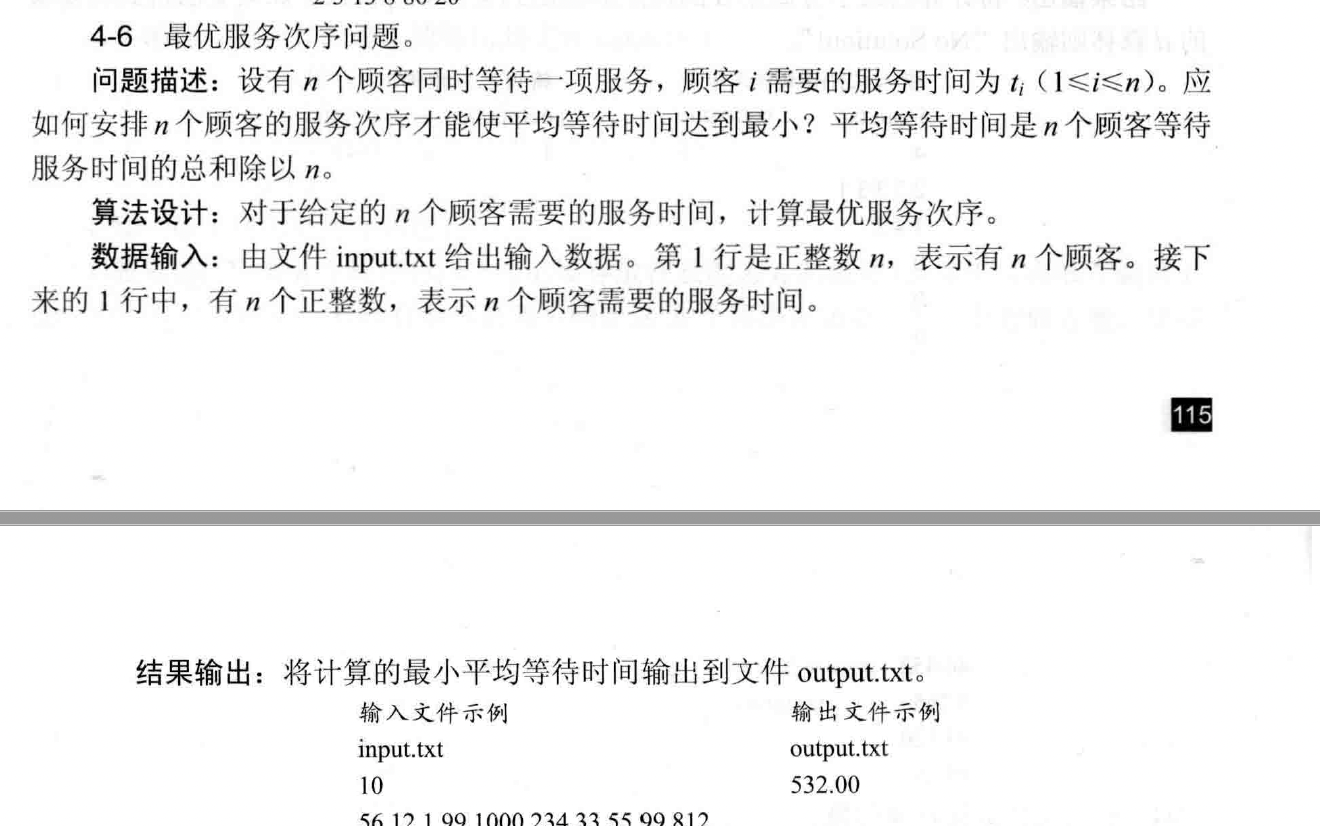 4-6 最优服务次序问题。
问题描述：设有 n 个顾客同时等待一项服务，顾客 i 需要的服务时间为 tᵢ（1≤i≤n）。应
如何安排 n 个顾客的服务次序才能使平均等待时间达到最小？平均等待时间是 n 个顾客等待
服务时间的总和除以 n。
算法设计：对于给定的 n 个顾客需要的服务时间，计算最优服务次序。
数据输入：由文件 input.txt 给出输入数据。第 1 行是正整数 n，表示有 n 个顾客。接下
来的 1 行中，有 n 个正整数，表示 n 个顾客需要的服务时间。
115
结果输出：将计算的最小平均等待时间输出到文件 output.txt。
输入文件示例 输出文件示例
input.txt output.txt
10 532.00
56 12 1 99 1000 234 33 55 99 812